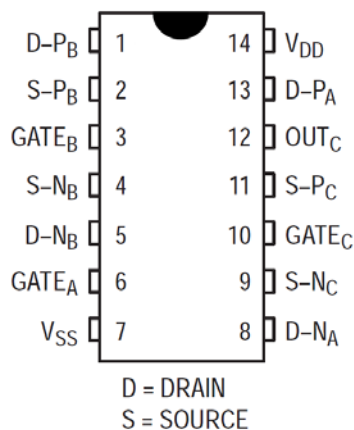 D–P_B 1 14 V_DD
S–P_B 2 13 D–P_A
GATE_B 3 12 OUT_C
S–N_B 4 11 S–P_C
D–N_B 5 10 GATE_C
GATE_A 6 9 S–N_C
V_SS 7 8 D–N_A
D = DRAIN
S = SOURCE